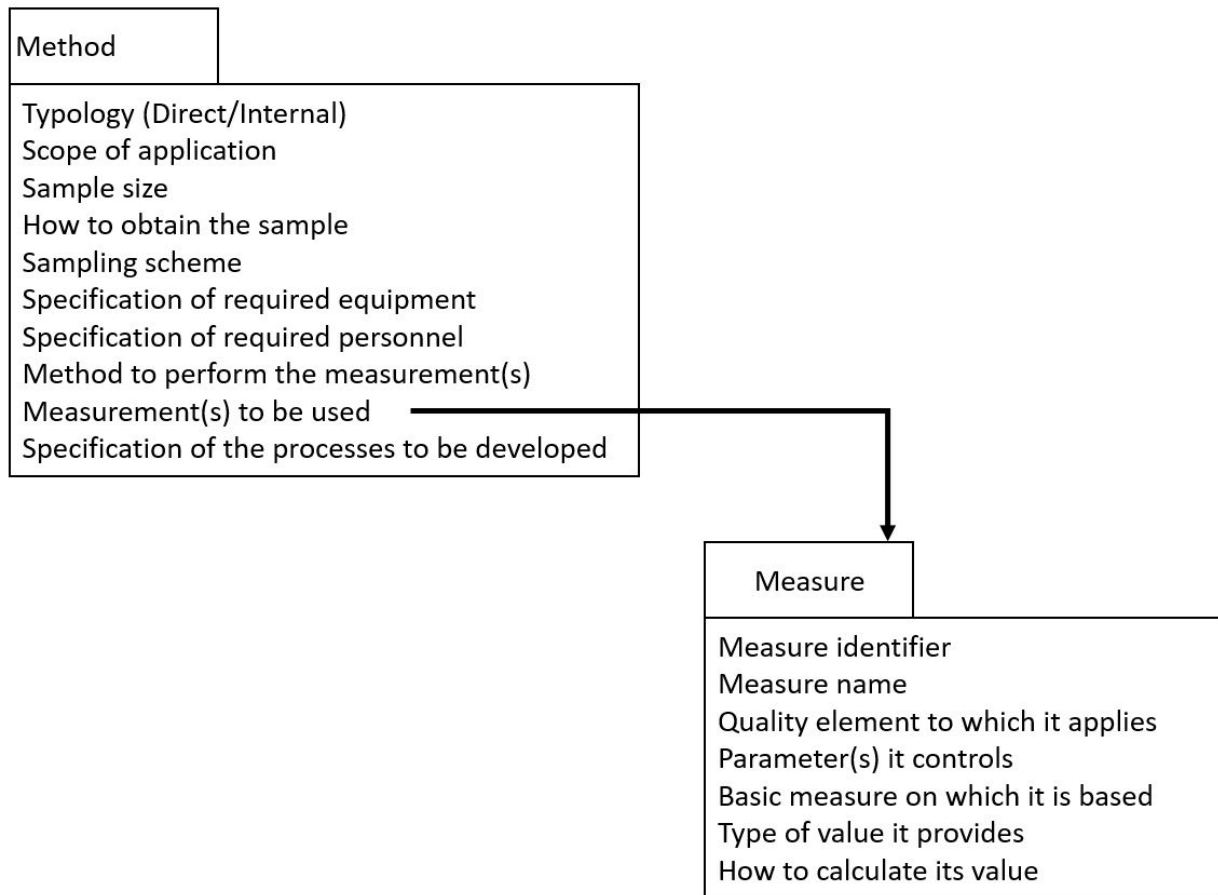 Method
Typology (Direct/Internal)
Scope of application
Sample size
How to obtain the sample
Sampling scheme
Specification of required equipment
Specification of required personnel
Method to perform the measurement(s)
Measurement(s) to be used
Specification of the processes to be developed
Measure
Measure identifier
Measure name
Quality element to which it applies
Parameter(s) it controls
Basic measure on which it is based
Type of value it provides
How to calculate its value